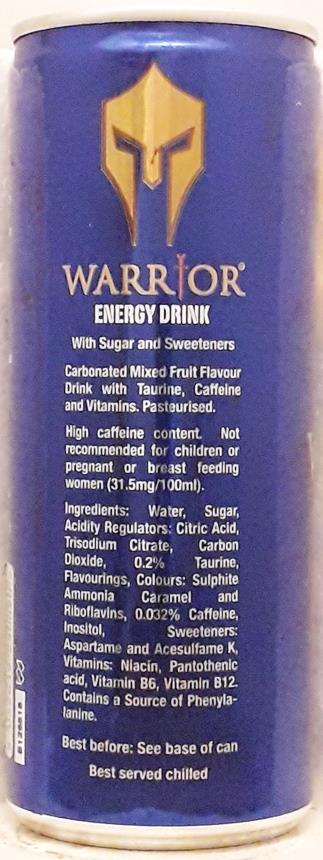 WARRIOR®
ENERGY DRINK
With Sugar and Sweeteners
Carbonated Mixed Fruit Flavour
Drink with Taurine, Caffeine
and Vitamins. Pasteurised.
High caffeine content. Not
recommended for children or
pregnant or breast feeding
women (31.5mg/100ml).
Ingredients: Water, Sugar,
Acidity Regulators: Citric Acid,
Trisodium Citrate, Carbon
Dioxide, 0.2% Taurine,
Flavourings, Colours: Sulphite
Ammonia Caramel and
Riboflavins, 0.032% Caffeine,
Inositol, Sweeteners:
Aspartame and Acesulfame K,
Vitamins: Niacin, Pantothenic
acid, Vitamin B6, Vitamin B12.
Contains a Source of Phenyla-
lanine.
Best before: See base of can
Best served chilled